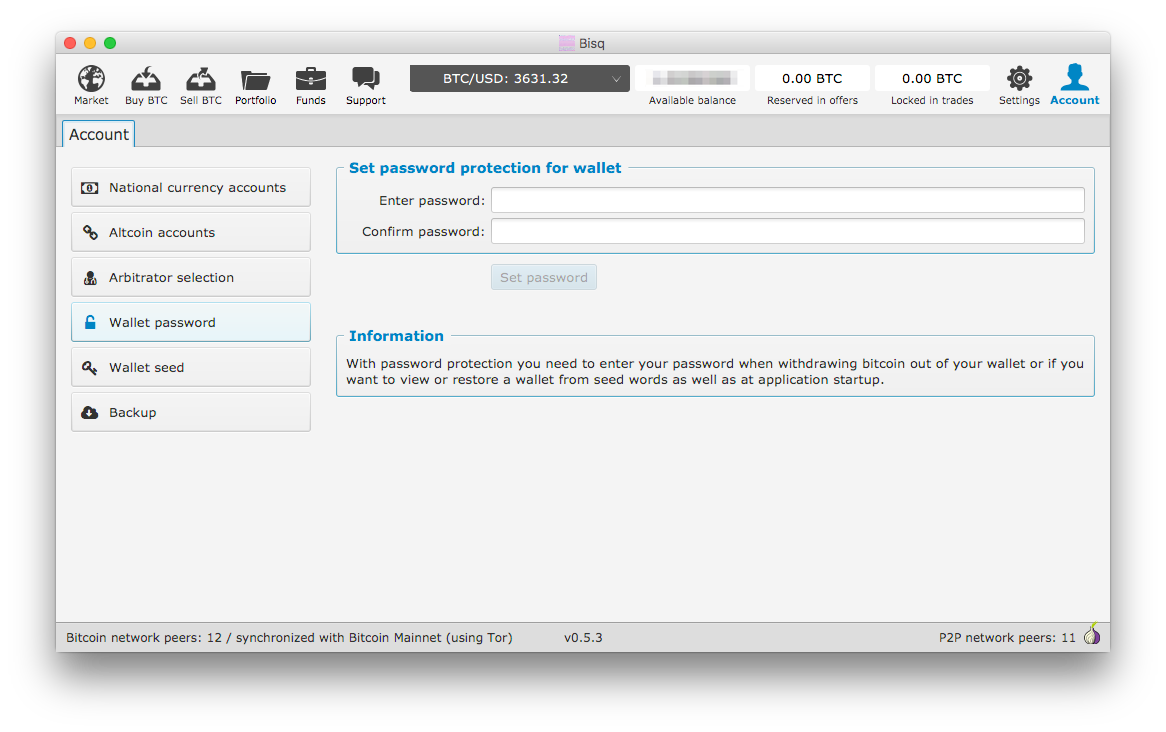 Bisq
BTC/USD: 3631.32
0.00 BTC
0.00 BTC
Market
Buy BTC
Sell BTC
Portfolio
Funds
Support
Available balance
Reserved in offers
Locked in trades
Settings
Account
Account
National currency accounts
Altcoin accounts
Arbitrator selection
Wallet password
Wallet seed
Backup
Set password protection for wallet
Enter password:
Confirm password:
Set password
Information
With password protection you need to enter your password when withdrawing bitcoin out of your wallet or if you
want to view or restore a wallet from seed words as well as at application startup.
Bitcoin network peers: 12 / synchronized with Bitcoin Mainnet (using Tor)
v0.5.3
P2P network peers: 11